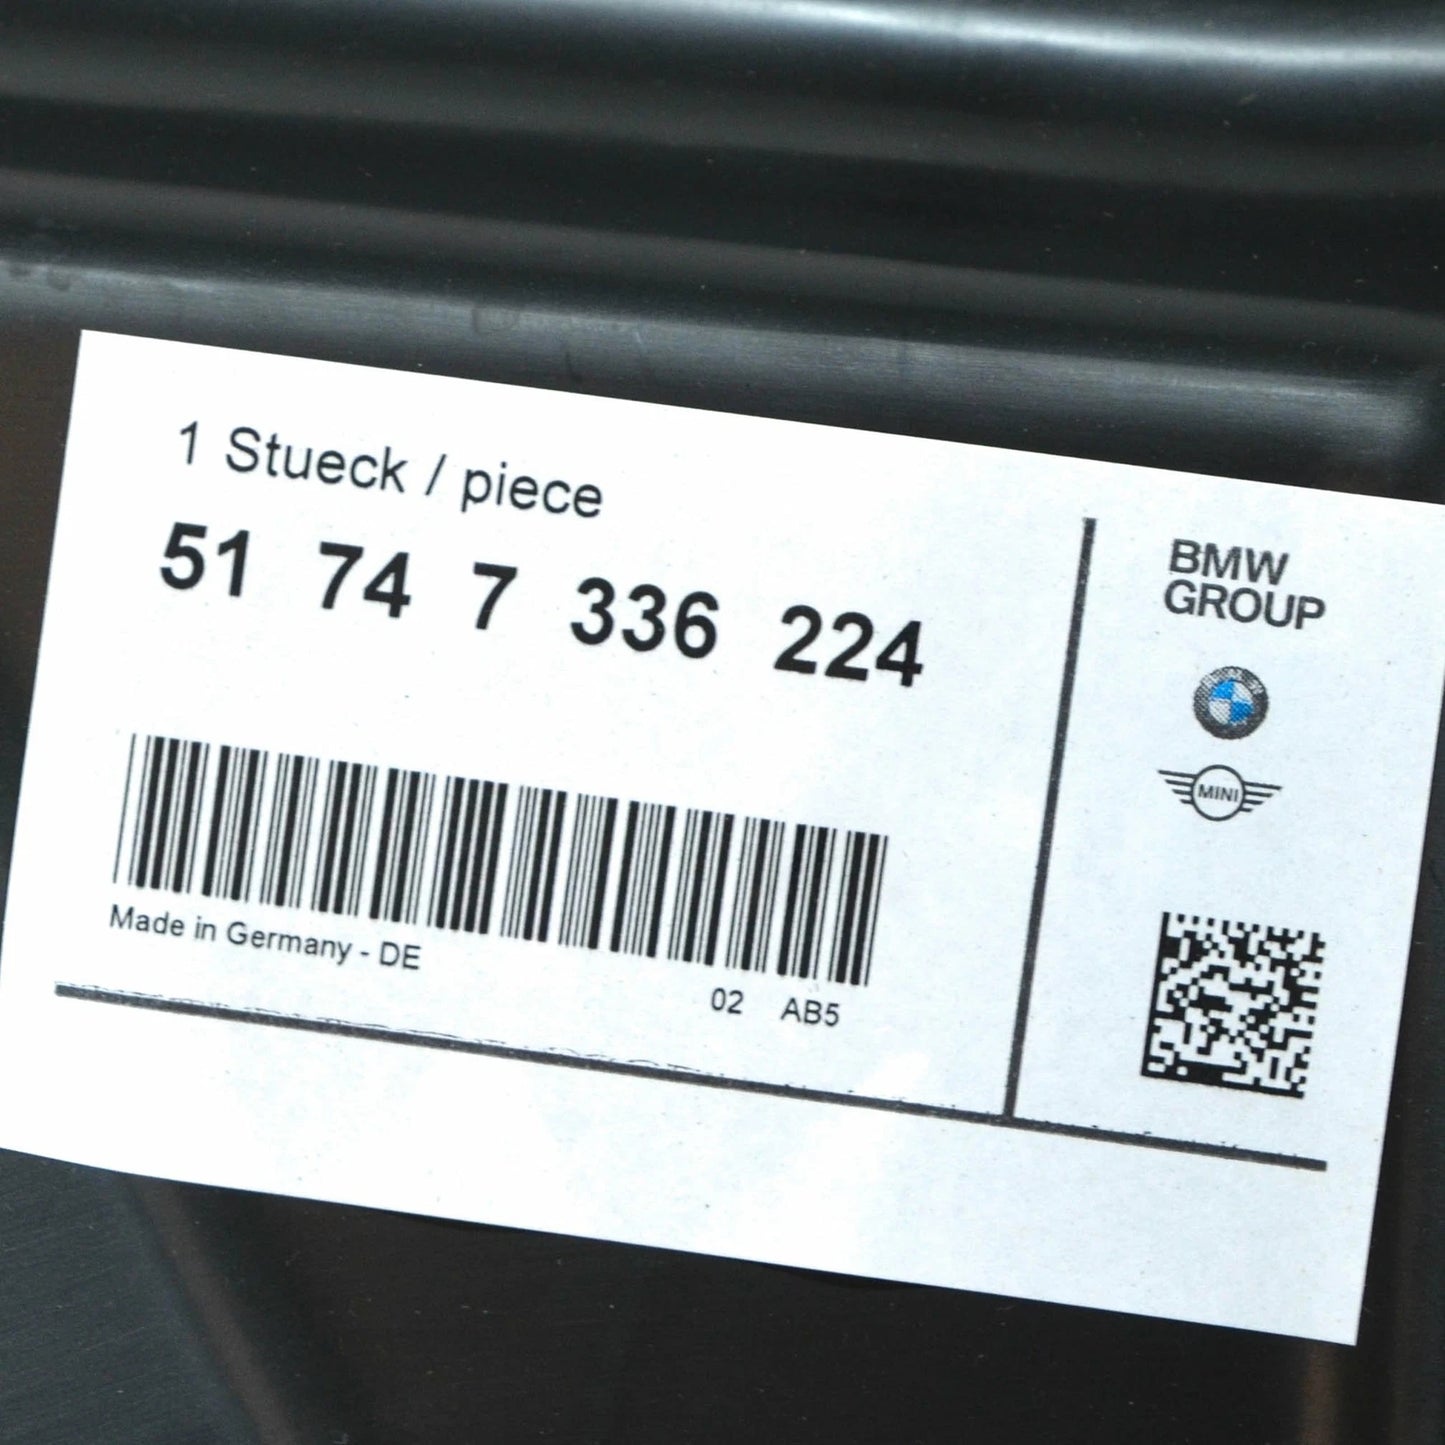 1 Stueck / piece
51 74 7 336 224
Made in Germany - DE
02 AB5
BMW
GROUP
MINI